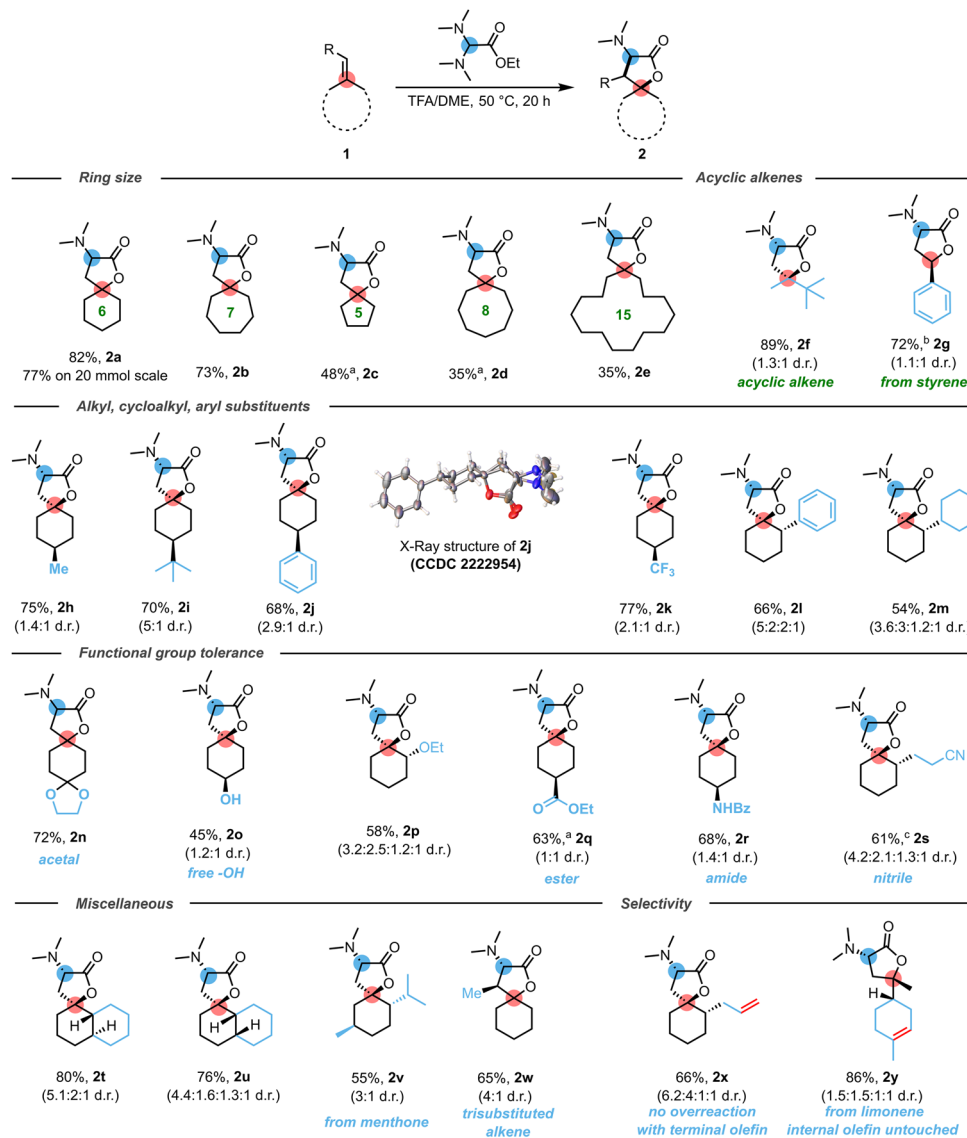 R
N
N
O
OEt
TFA/DME, 50 °C, 20 h
N
O
O
R
1
2
Ring size
Acyclic alkenes
N O O 6
N O O 7
N O O 5
N O O 8
N O O 15
N O O
N O O
82%, 2a
77% on 20 mmol scale
73%, 2b
48%ᵃ, 2c
35%ᵃ, 2d
35%, 2e
89%, 2f
(1.3:1 d.r.)
acyclic alkene
72%,ᵇ 2g
(1.1:1 d.r.)
from styrene
Alkyl, cycloalkyl, aryl substituents
N O O Me
N O O
N O O
X-Ray structure of 2j
(CCDC 2222954)
N O O CF₃
N O O
N O O
75%, 2h
(1.4:1 d.r.)
70%, 2i
(5:1 d.r.)
68%, 2j
(2.9:1 d.r.)
77%, 2k
(2.1:1 d.r.)
66%, 2l
(5:2:2:1)
54%, 2m
(3.6:3:1.2:1 d.r.)
Functional group tolerance
N O O O O
N O O OH
N O O OEt
N O O O OEt
N O O NHBz
N O O CN
72%, 2n
acetal
45%, 2o
(1.2:1 d.r.)
free -OH
58%, 2p
(3.2:2.5:1.2:1 d.r.)
63%,ᵃ 2q
(1:1 d.r.)
ester
68%, 2r
(1.4:1 d.r.)
amide
61%,ᶜ 2s
(4.2:2.1:1.3:1 d.r.)
nitrile
Miscellaneous
Selectivity
N O O H H
N O O H H
N O O
N O O Me
N O O
N O O H
80%, 2t
(5.1:2:1 d.r.)
76%, 2u
(4.4:1.6:1.3:1 d.r.)
55%, 2v
(3:1 d.r.)
from menthone
65%, 2w
(4:1 d.r.)
trisubstituted
alkene
66%, 2x
(6.2:4:1:1 d.r.)
no overreaction
with terminal olefin
86%, 2y
(1.5:1.5:1:1 d.r.)
from limonene
internal olefin untouched